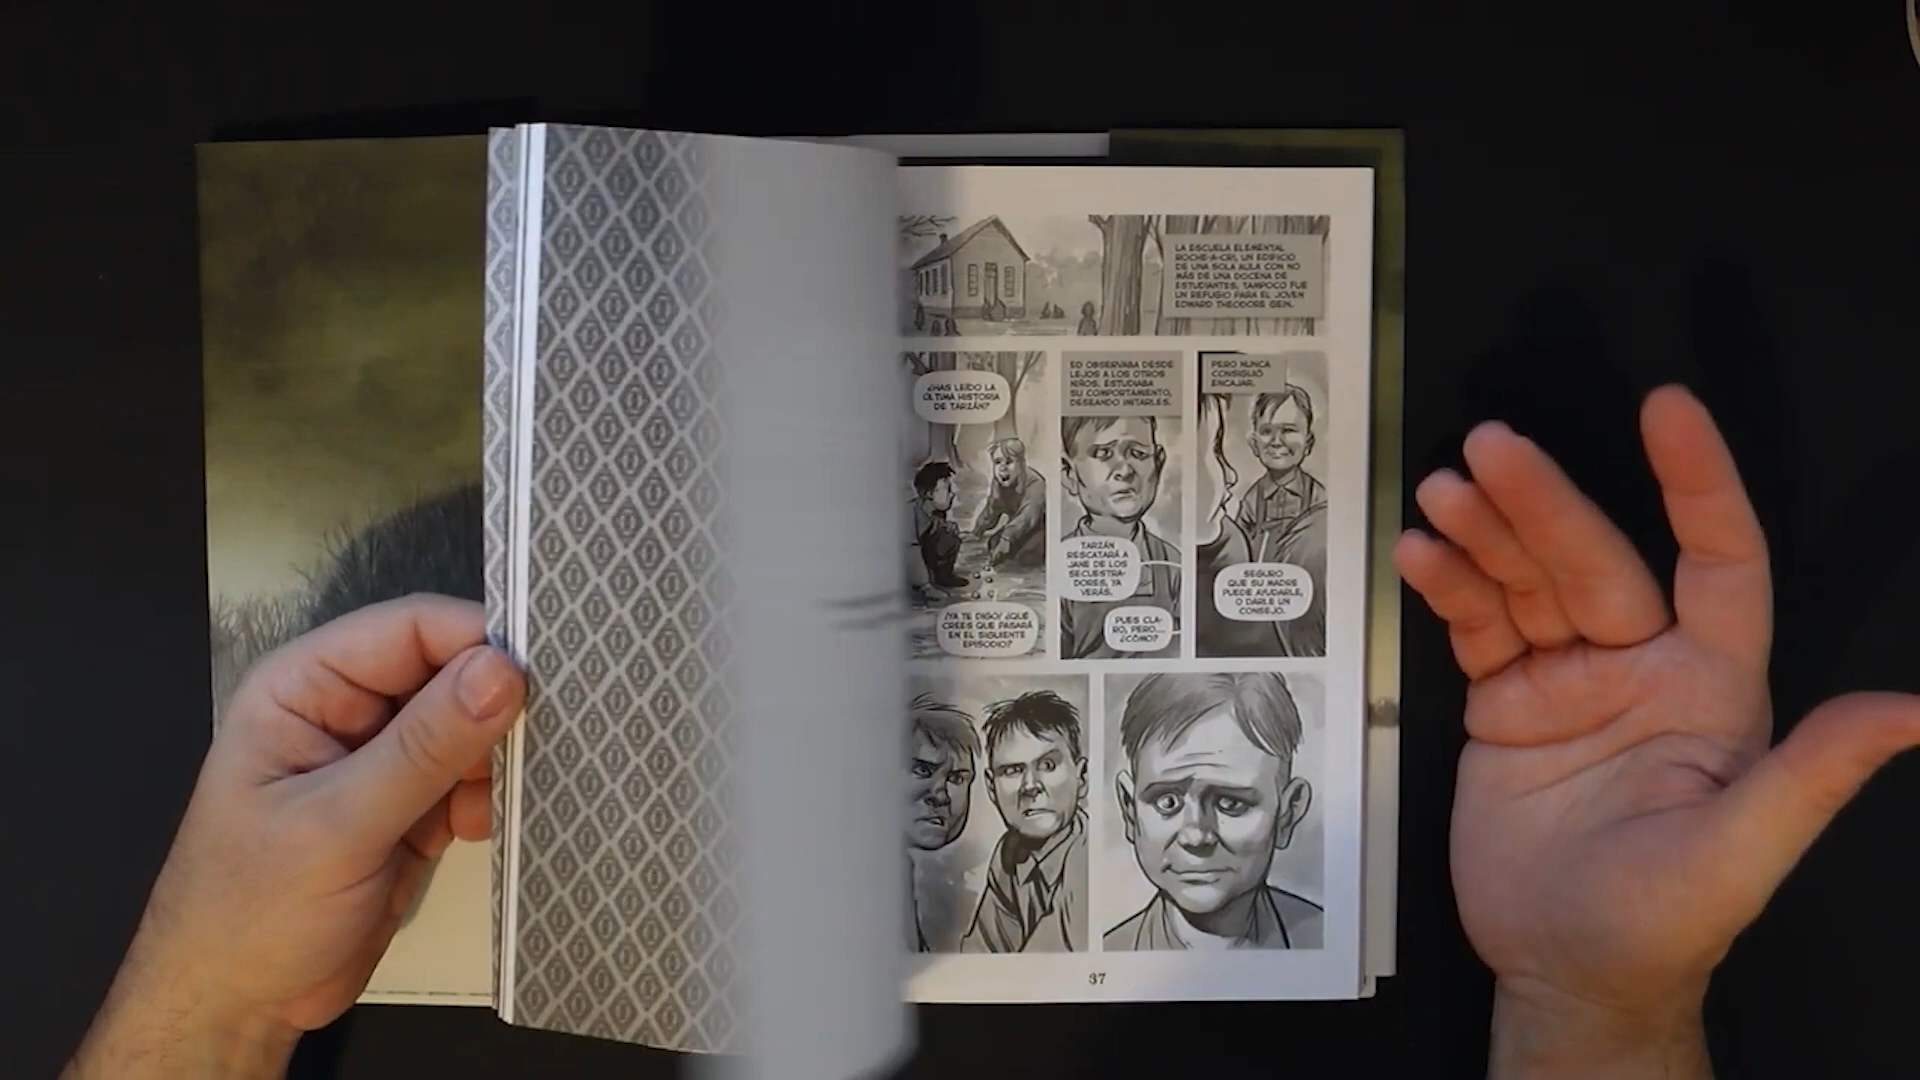 LA ESCUELA ELEMENTAL
ROCHE-A-CRI, UN EDIFICIO
DE UNA SOLA AULA CON NO
MÁS DE UNA DOCENA DE
ESTUDIANTES, TAMPOCO FUE
UN REFUGIO PARA EL JOVEN
EDWARD THEODORE GEIN.
¿HAS LEÍDO LA
ÚLTIMA HISTORIA
DE TARZÁN?
¡YA TE DIGO! ¿QUÉ
CREES QUE PASARÁ
EN EL SIGUIENTE
EPISODIO?
ED OBSERVABA DESDE
LEJOS A LOS OTROS
NIÑOS. ESTUDIABA
SU COMPORTAMIENTO,
DESEANDO IMITARLES.
TARZÁN
RESCATARÁ A
JANE DE LOS
SECUESTRA-
DORES, YA
VERÁS.
PUES CLA-
RO, PERO...
¿CÓMO?
PERO NUNCA
CONSIGUIÓ
ENCAJAR.
SEGURO
QUE SU MADRE
PUEDE AYUDARLE,
O DARLE UN
CONSEJO.
37